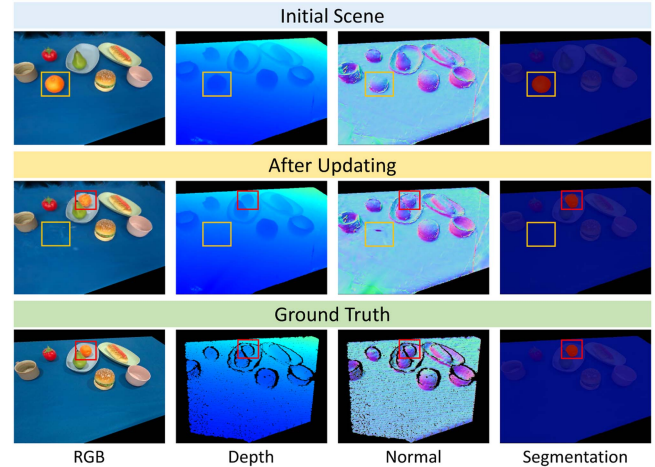 Initial Scene
After Updating
Ground Truth
RGB Depth Normal Segmentation